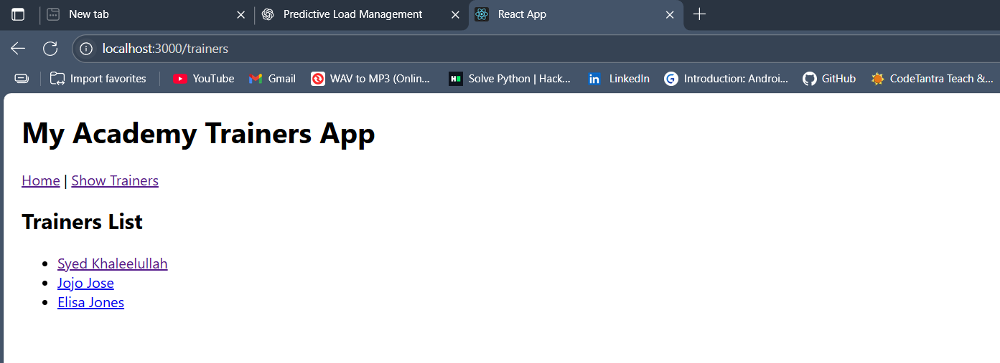 New tab Predictive Load Management React App
localhost:3000/trainers
Import favorites YouTube Gmail WAV to MP3 (Onlin... Solve Python | Hack... LinkedIn Introduction: Androi... GitHub CodeTantra Teach &...
My Academy Trainers App
Home | Show Trainers
Trainers List
• Syed Khaleelullah
• Jojo Jose
• Elisa Jones